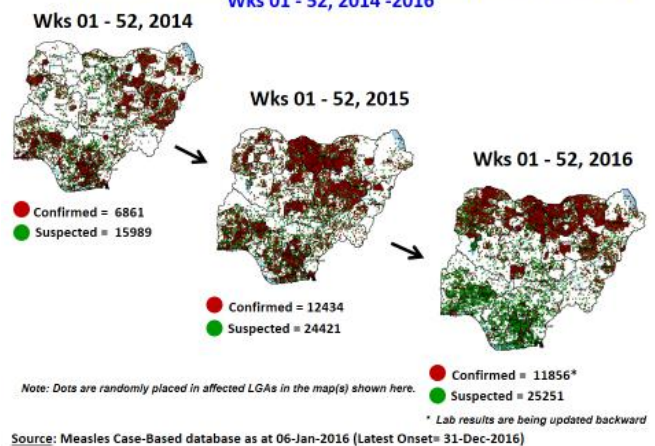 Wks 01 - 52, 2014 -2016
Wks 01 - 52, 2014
Wks 01 - 52, 2015
Wks 01 - 52, 2016
Confirmed = 6861
Suspected = 15989
Confirmed = 12434
Suspected = 24421
Confirmed = 11856*
Suspected = 25251
Note: Dots are randomly placed in affected LGAs in the map(s) shown here.
* Lab results are being updated backward
Source: Measles Case-Based database as at 06-Jan-2016 (Latest Onset= 31-Dec-2016)